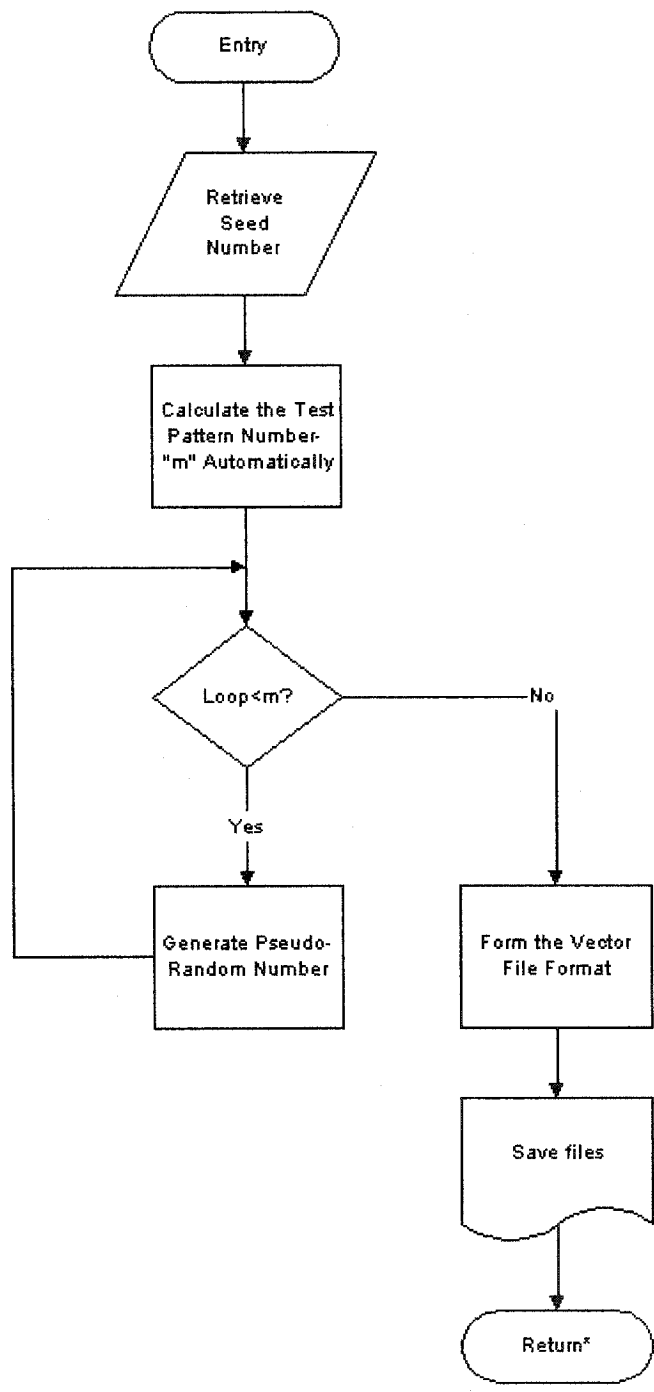 Entry
Retrieve
Seed
Number
Calculate the Test
Pattern Number-
"m" Automatically
Loop<m?
No
Yes
Generate Pseudo-
Random Number
Form the Vector
File Format
Save files
Return*